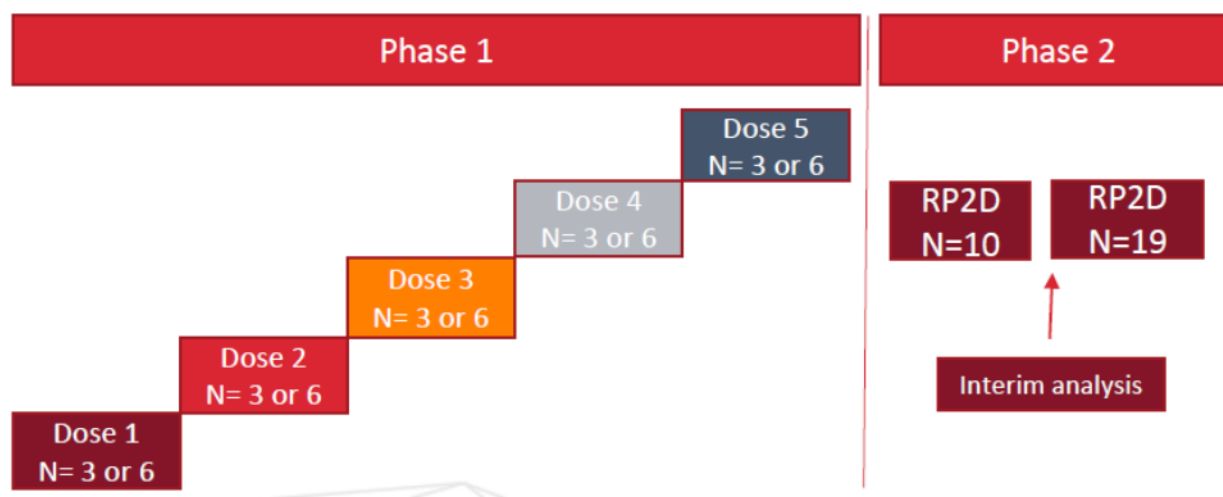 Phase 1
Phase 2
Dose 5
N= 3 or 6
Dose 4
N= 3 or 6
Dose 3
N= 3 or 6
Dose 2
N= 3 or 6
Dose 1
N= 3 or 6
RP2D
N=10
RP2D
N=19
Interim analysis